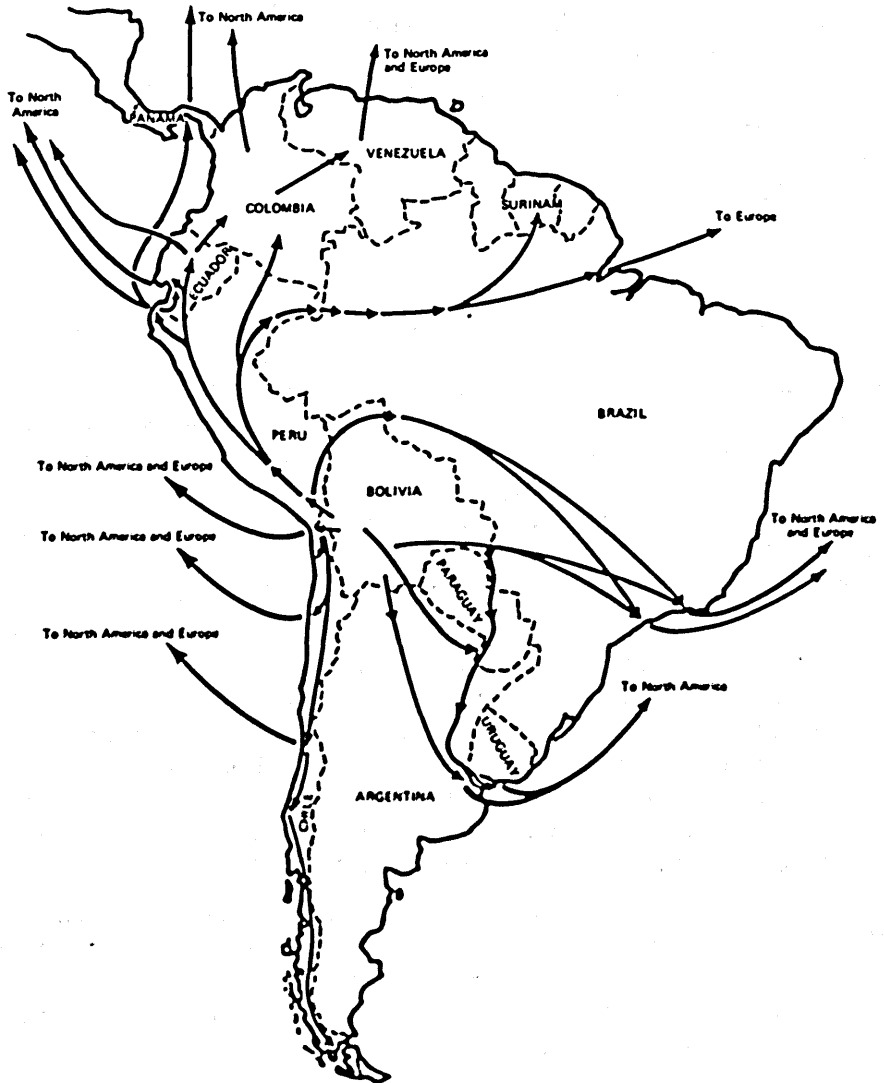 To North America
To North America
and Europe
To North
America
PANAMA
VENEZUELA
COLOMBIA
SURINAM
To Europe
ECUADOR
BRAZIL
PERU
To North America and Europe
BOLIVIA
To North America
and Europe
To North America and Europe
PARAGUAY
To North America and Europe
To North America
URUGUAY
ARGENTINA
CHILE